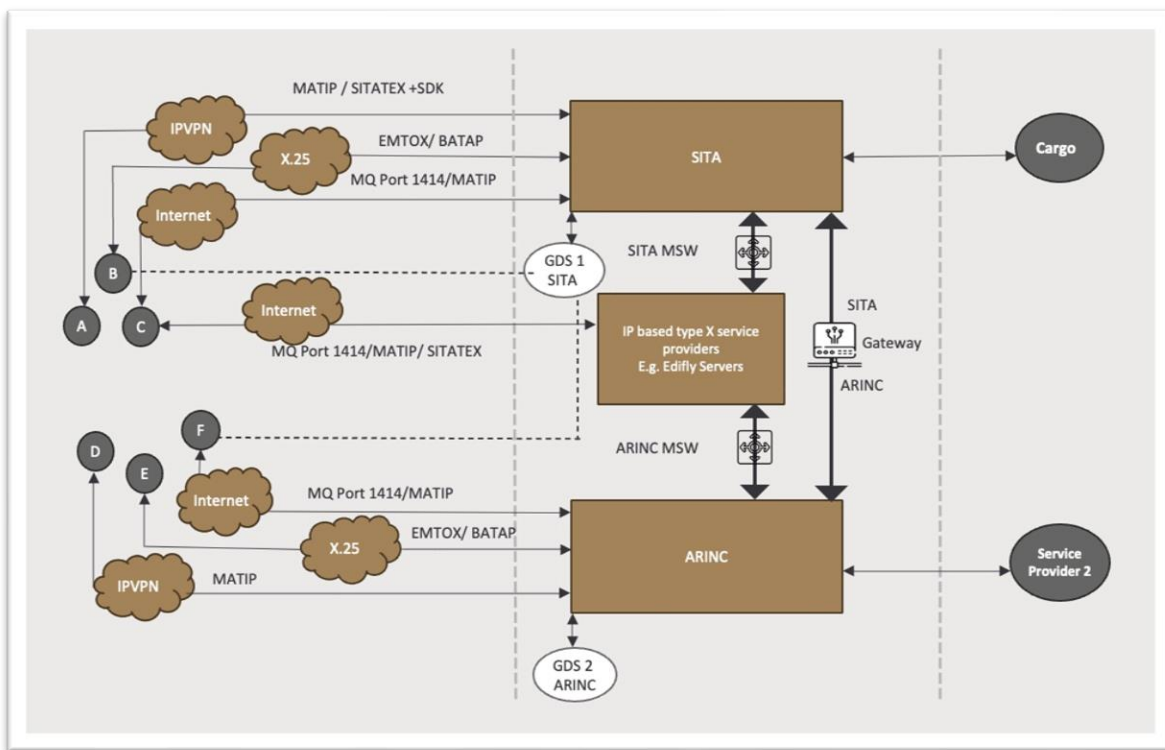 MATIP / SITATEX +SDK
IPVPN
EMTOX/ BATAP
X.25
MQ Port 1414/MATIP
Internet
SITA
Cargo
B
GDS 1
SITA
SITA MSW
A
C
Internet
MQ Port 1414/MATIP/ SITATEX
IP based type X service
providers
E.g. Edifly Servers
SITA
Gateway
ARINC
F
D
E
ARINC MSW
Internet
MQ Port 1414/MATIP
X.25
EMTOX/ BATAP
IPVPN
MATIP
ARINC
Service
Provider 2
GDS 2
ARINC